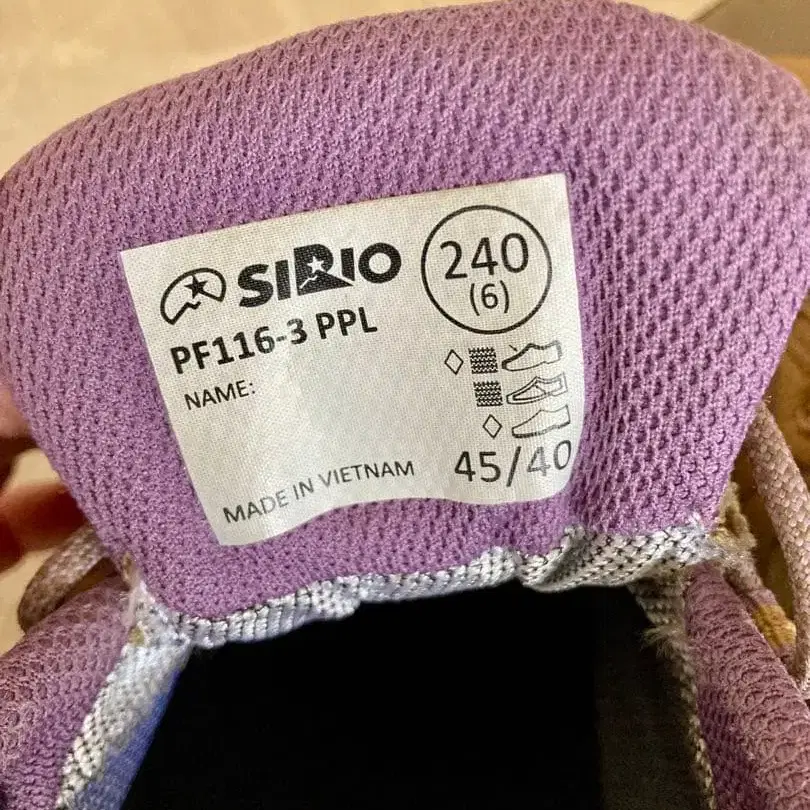 SIRIO
240
(6)
PF116-3 PPL
NAME:
45/40
MADE IN VIETNAM